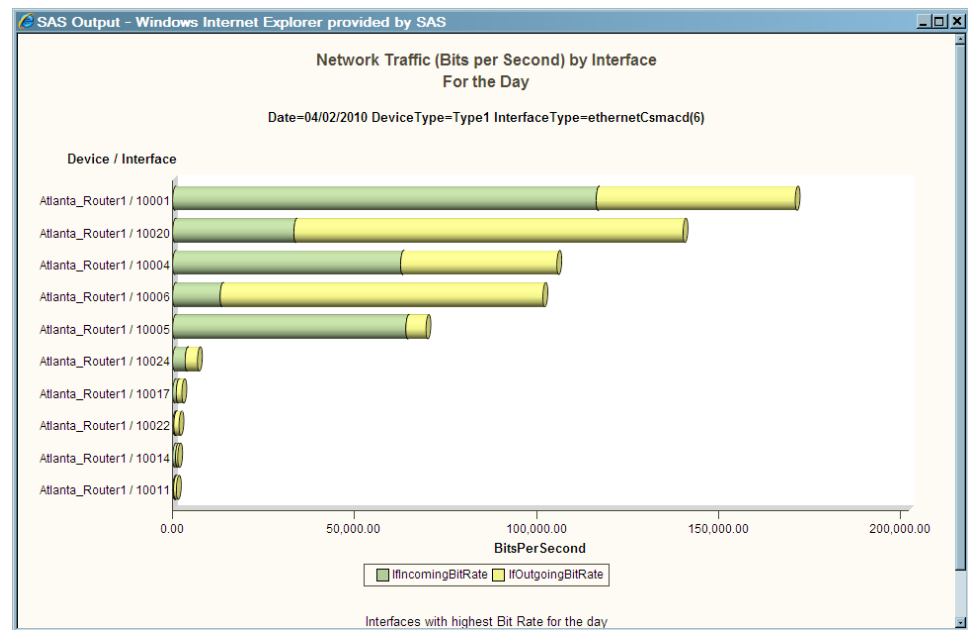 SAS Output - Windows Internet Explorer provided by SAS
Network Traffic (Bits per Second) by Interface
For the Day
Date=04/02/2010 DeviceType=Type1 InterfaceType=ethernetCsmacd(6)
Device / Interface
Atlanta_Router1 / 10001
Atlanta_Router1 / 10020
Atlanta_Router1 / 10004
Atlanta_Router1 / 10006
Atlanta_Router1 / 10005
Atlanta_Router1 / 10024
Atlanta_Router1 / 10017
Atlanta_Router1 / 10022
Atlanta_Router1 / 10014
Atlanta_Router1 / 10011
0.00 50,000.00 100,000.00 150,000.00 200,000.00
BitsPerSecond
IfIncomingBitRate IfOutgoingBitRate
Interfaces with highest Bit Rate for the day